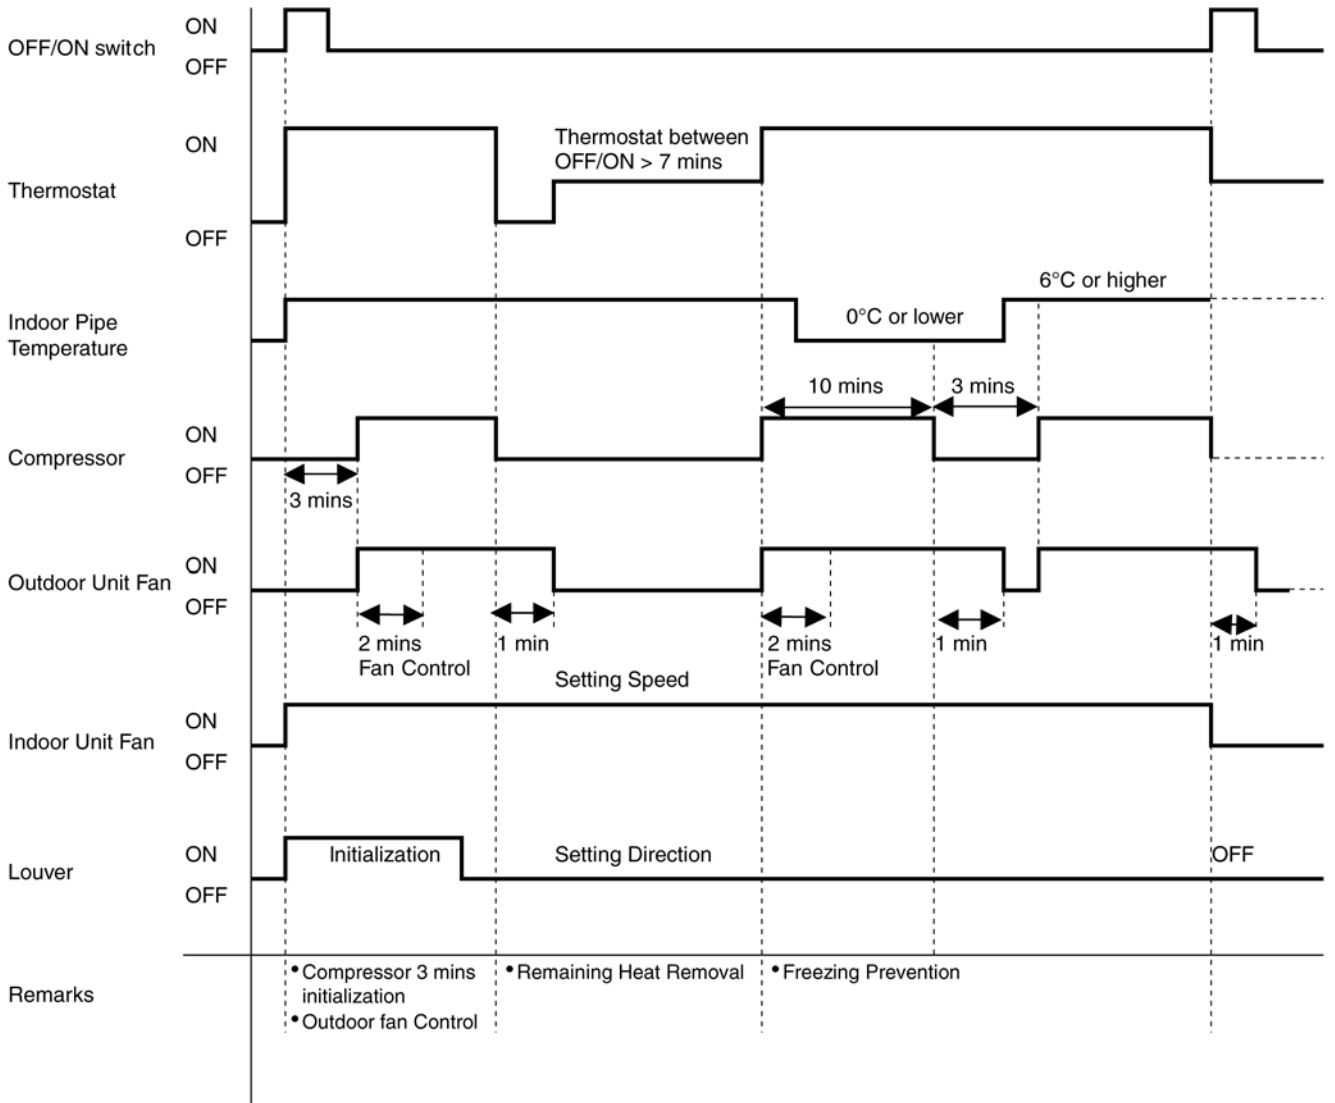 ON
OFF/ON switch
OFF
Thermostat between
ON
OFF/ON > 7 mins
Thermostat
OFF
6°C or higher
0°C or lower
Indoor Pipe
Temperature
10 mins
3 mins
ON
Compressor
OFF
3 mins
ON
Outdoor Unit Fan
OFF
2 mins
Fan Control
1 min
2 mins
Fan Control
1 min
1 min
Setting Speed
ON
Indoor Unit Fan
OFF
ON
Initialization
Setting Direction
OFF
Louver
OFF
Remarks
• Compressor 3 mins
initialization
• Outdoor fan Control
• Remaining Heat Removal
• Freezing Prevention